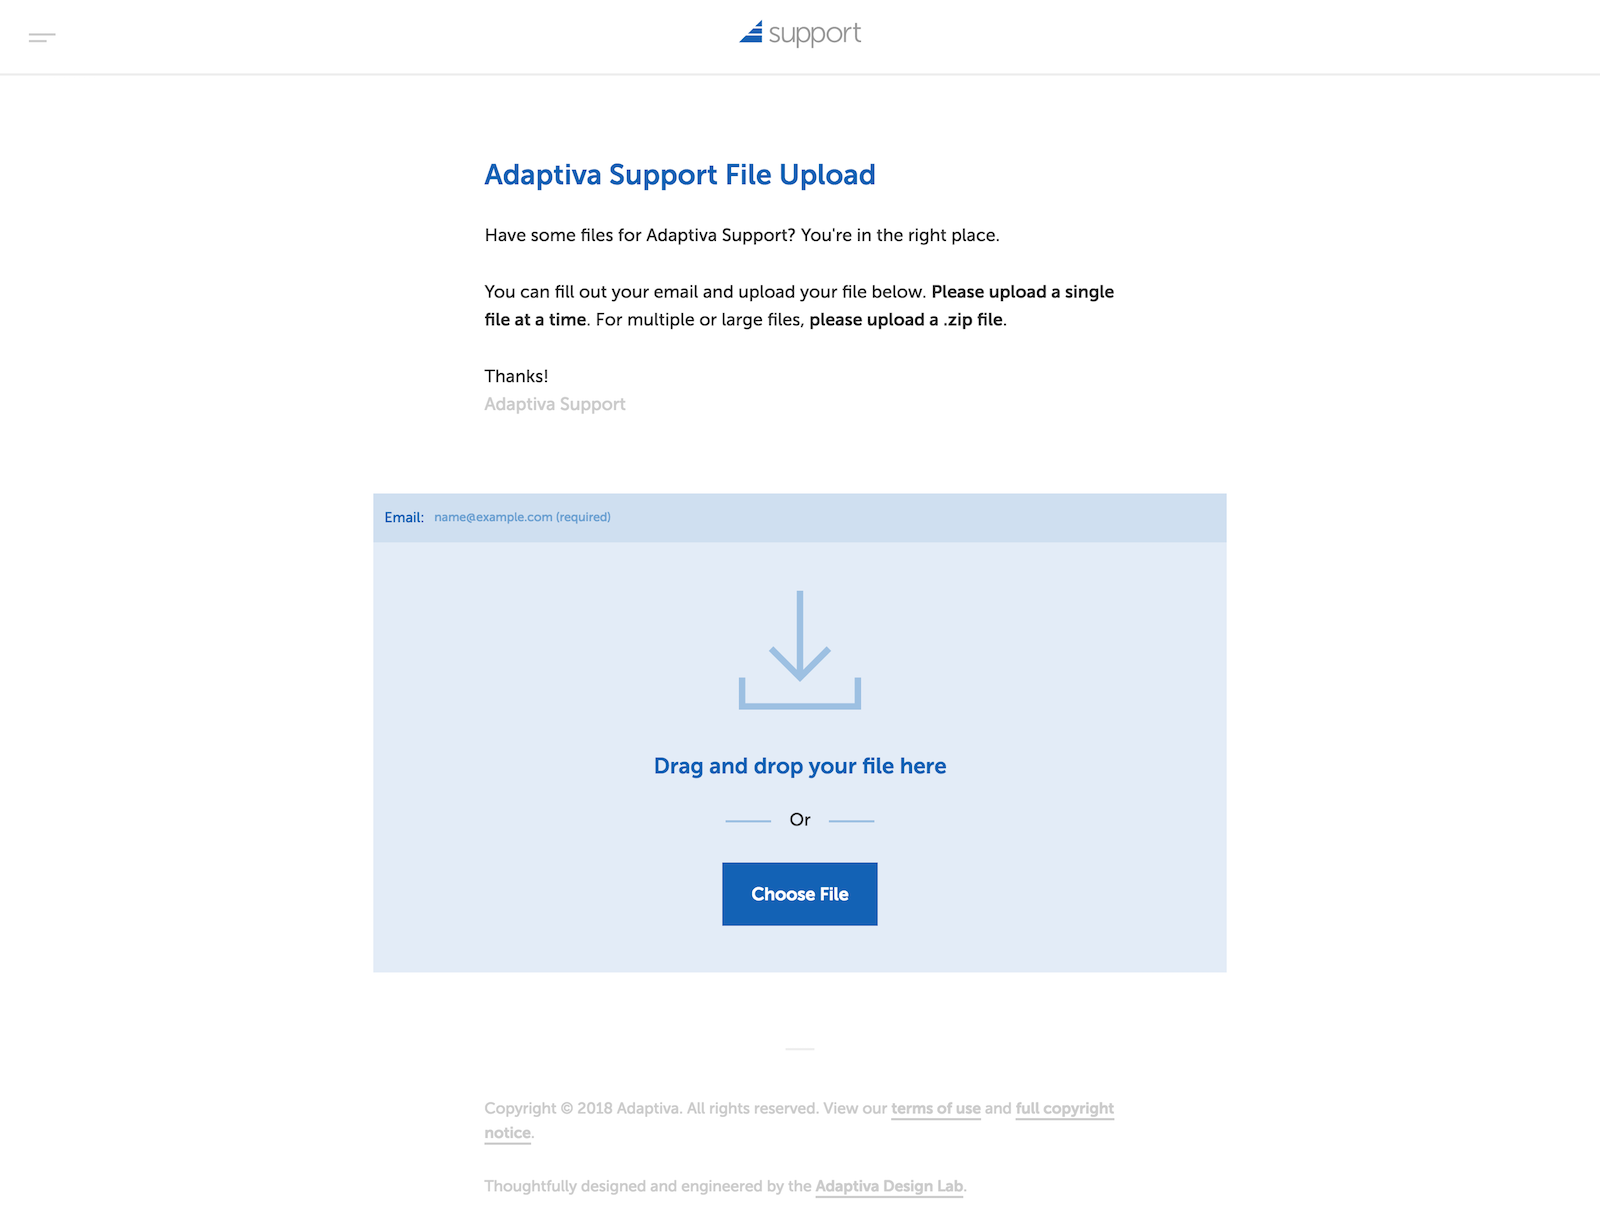 support
Adaptiva Support File Upload
Have some files for Adaptiva Support? You're in the right place.
You can fill out your email and upload your file below. Please upload a single
file at a time. For multiple or large files, please upload a .zip file.
Thanks!
Adaptiva Support
Email: name@example.com (required)
Drag and drop your file here
Or
Choose File
Copyright © 2018 Adaptiva. All rights reserved. View our terms of use and full copyright
notice.
Thoughtfully designed and engineered by the Adaptiva Design Lab.